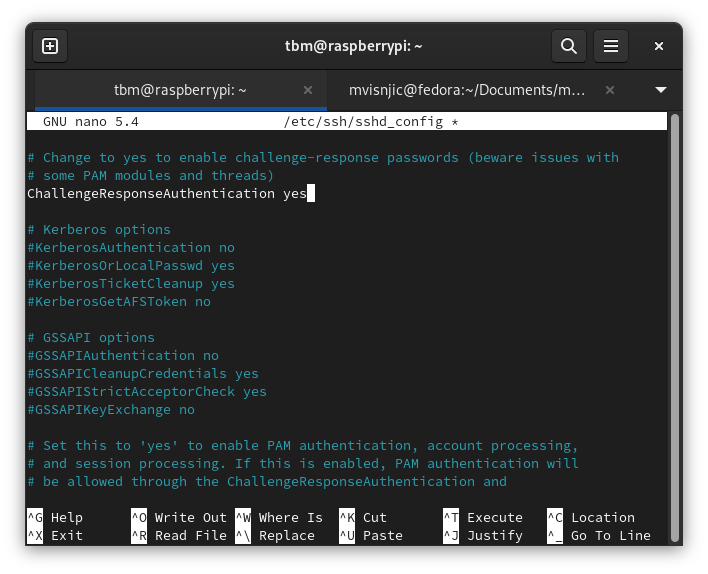 tbm@raspberrypi: ~
tbm@raspberrypi: ~
mvisnjic@fedora:~/Documents/m…
GNU nano 5.4 /etc/ssh/sshd_config *
# Change to yes to enable challenge-response passwords (beware issues with
# some PAM modules and threads)
ChallengeResponseAuthentication yes
# Kerberos options
#KerberosAuthentication no
#KerberosOrLocalPasswd yes
#KerberosTicketCleanup yes
#KerberosGetAFSToken no
# GSSAPI options
#GSSAPIAuthentication no
#GSSAPICleanupCredentials yes
#GSSAPIStrictAcceptorCheck yes
#GSSAPIKeyExchange no
# Set this to 'yes' to enable PAM authentication, account processing,
# and session processing. If this is enabled, PAM authentication will
# be allowed through the ChallengeResponseAuthentication and
^G Help ^O Write Out ^W Where Is ^K Cut ^T Execute ^C Location
^X Exit ^R Read File ^\ Replace ^U Paste ^J Justify ^_ Go To Line